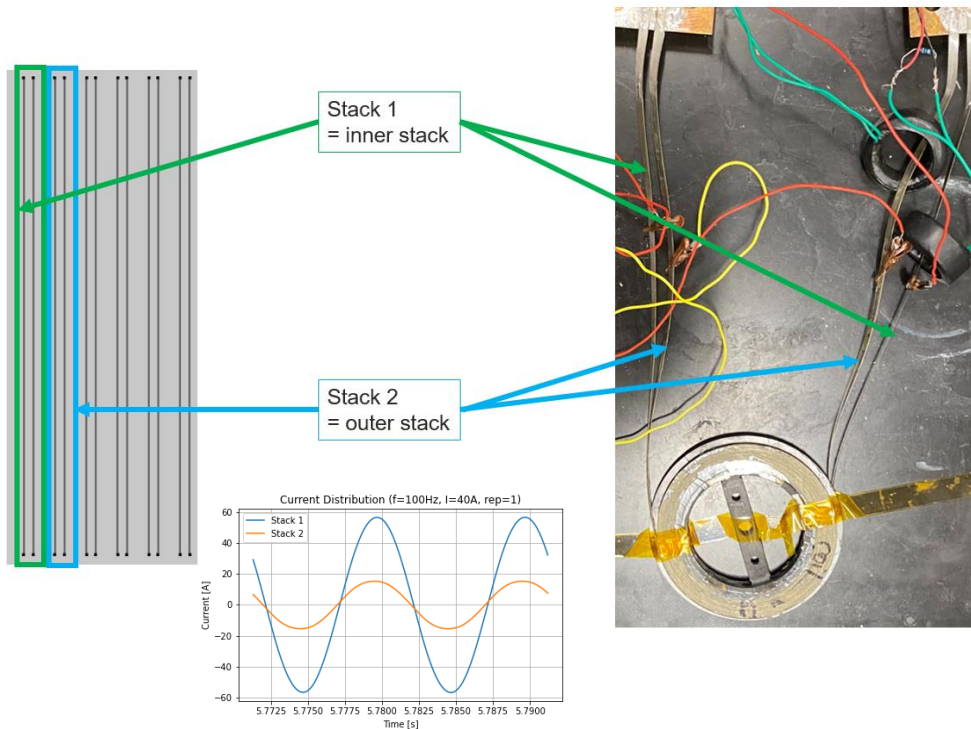 Stack 1
= inner stack
Stack 2
= outer stack
Current Distribution (f=100Hz, I=40A, rep=1)
Stack 1
Stack 2
Current [A]
60
40
20
0
−20
−40
−60
5.7725 5.7750 5.7775 5.7800 5.7825 5.7850 5.7875 5.7900
Time [s]